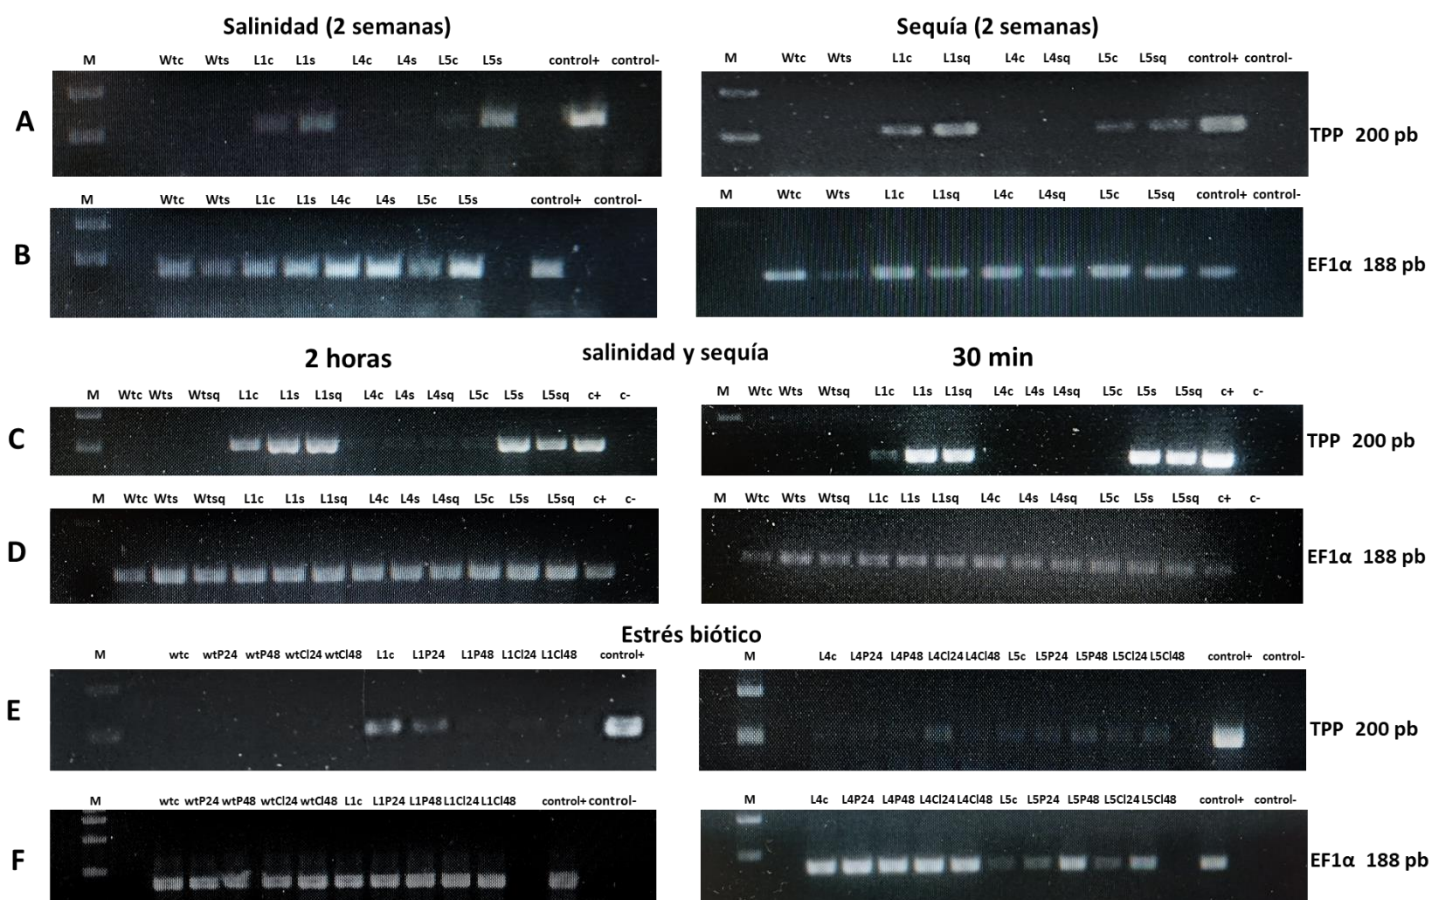 Salinidad (2 semanas)
Sequía (2 semanas)
M Wtc Wts L1c L1s L4c L4s L5c L5s control+ control-
M Wtc Wts L1c L1sq L4c L4sq L5c L5sq control+ control-
A
TPP 200 pb
M Wtc Wts L1c L1s L4c L4s L5c L5s control+ control-
M Wtc Wts L1c L1sq L4c L4sq L5c L5sq control+ control-
B
EF1α 188 pb
2 horas
salinidad y sequía
30 min
M Wtc Wts Wtsq L1c L1s L1sq L4c L4s L4sq L5c L5s L5sq c+ c-
M Wtc Wts Wtsq L1c L1s L1sq L4c L4s L4sq L5c L5s L5sq c+ c-
C
TPP 200 pb
M Wtc Wts Wtsq L1c L1s L1sq L4c L4s L4sq L5c L5s L5sq c+ c-
M Wtc Wts Wtsq L1c L1s L1sq L4c L4s L4sq L5c L5s L5sq c+ c-
D
EF1α 188 pb
Estrés biótico
M wtc wtP24 wtP48 wtCl24 wtCl48 L1c L1P24 L1P48 L1Cl24 L1Cl48 control+
M L4c L4P24 L4P48 L4Cl24 L4Cl48 L5c L5P24 L5P48 L5Cl24 L5Cl48 control+ control-
E
TPP 200 pb
M wtc wtP24 wtP48 wtCl24 wtCl48 L1c L1P24 L1P48 L1Cl24 L1Cl48 control+ control-
M L4c L4P24 L4P48 L4Cl24 L4Cl48 L5c L5P24 L5P48 L5Cl24 L5Cl48 control+ control-
F
EF1α 188 pb